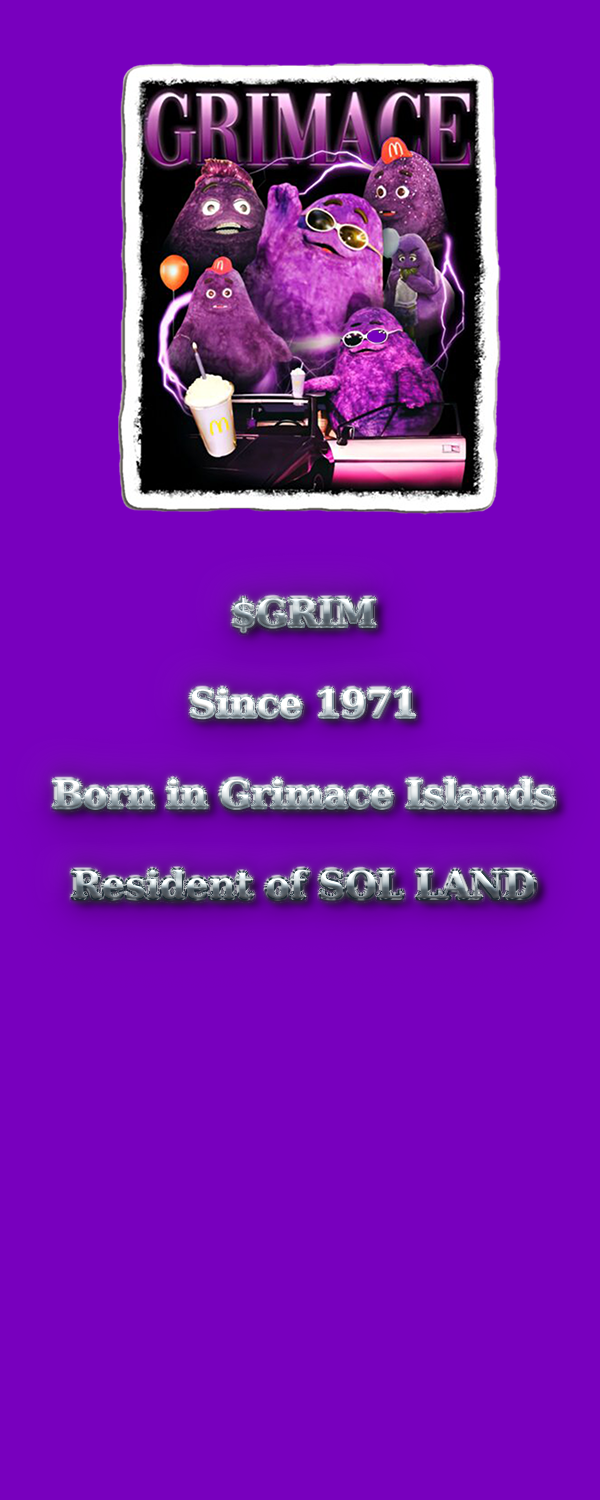 GRIMACE
$GRIM
Since 1971
Born in Grimace Islands
Resident of SOL LAND